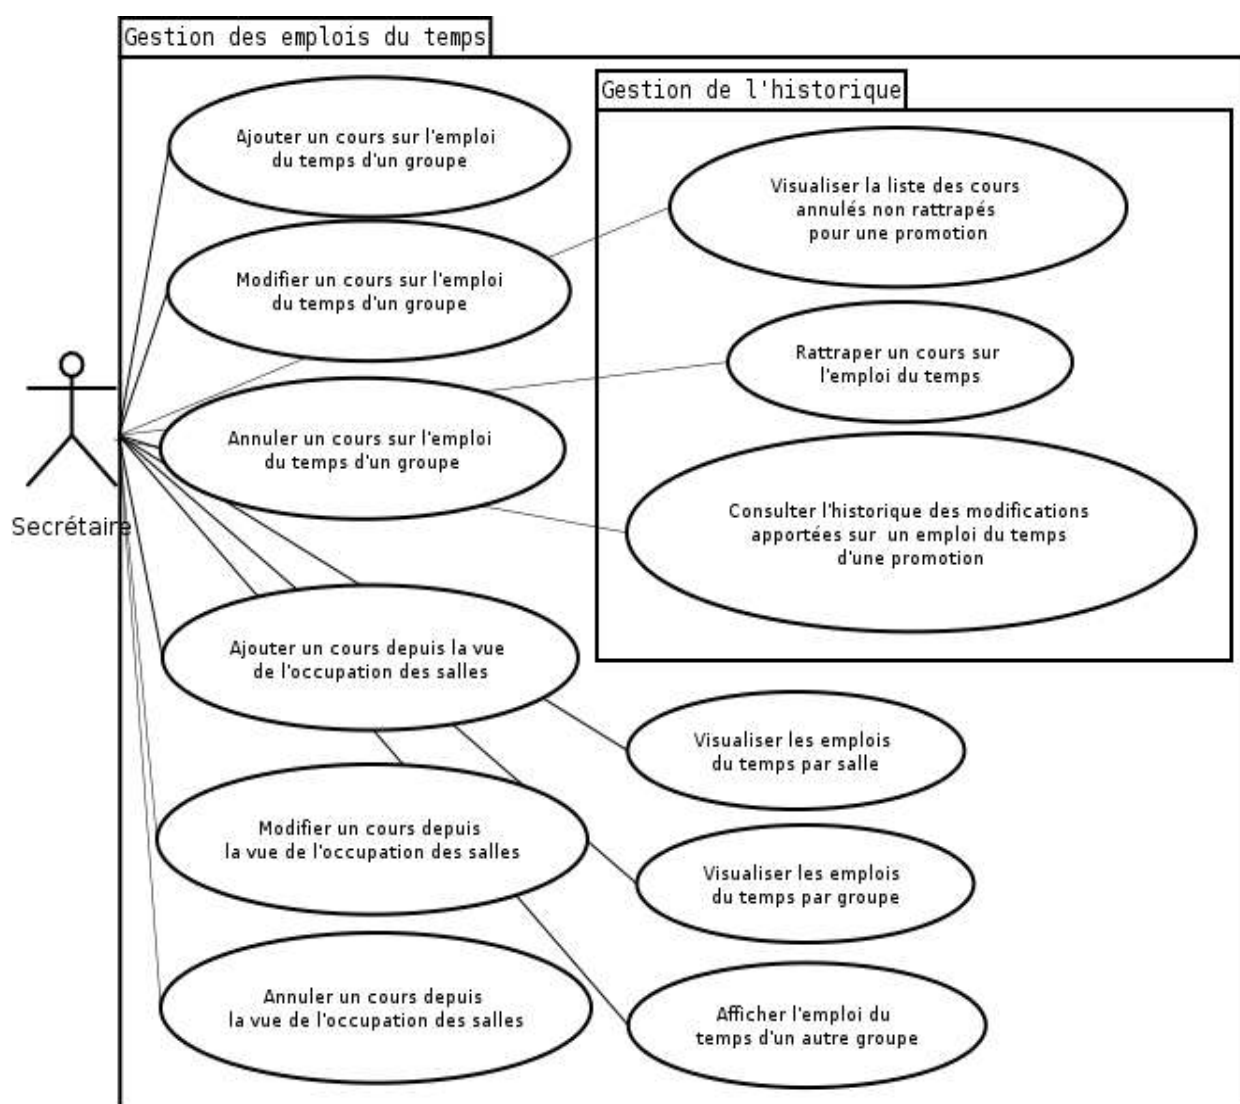 Gestion des emplois du temps
Gestion de l'historique
Ajouter un cours sur l'emploi
du temps d'un groupe
Visualiser la liste des cours
annulés non rattrapés
pour une promotion
Modifier un cours sur l'emploi
du temps d'un groupe
Rattraper un cours sur
l'emploi du temps
Annuler un cours sur l'emploi
du temps d'un groupe
Secrétaire
Consulter l'historique des modifications
apportées sur un emploi du temps
d'une promotion
Ajouter un cours depuis la vue
de l'occupation des salles
Visualiser les emplois
du temps par salle
Modifier un cours depuis
la vue de l'occupation des salles
Visualiser les emplois
du temps par groupe
Annuler un cours depuis
la vue de l'occupation des salles
Afficher l'emploi du
temps d'un autre groupe